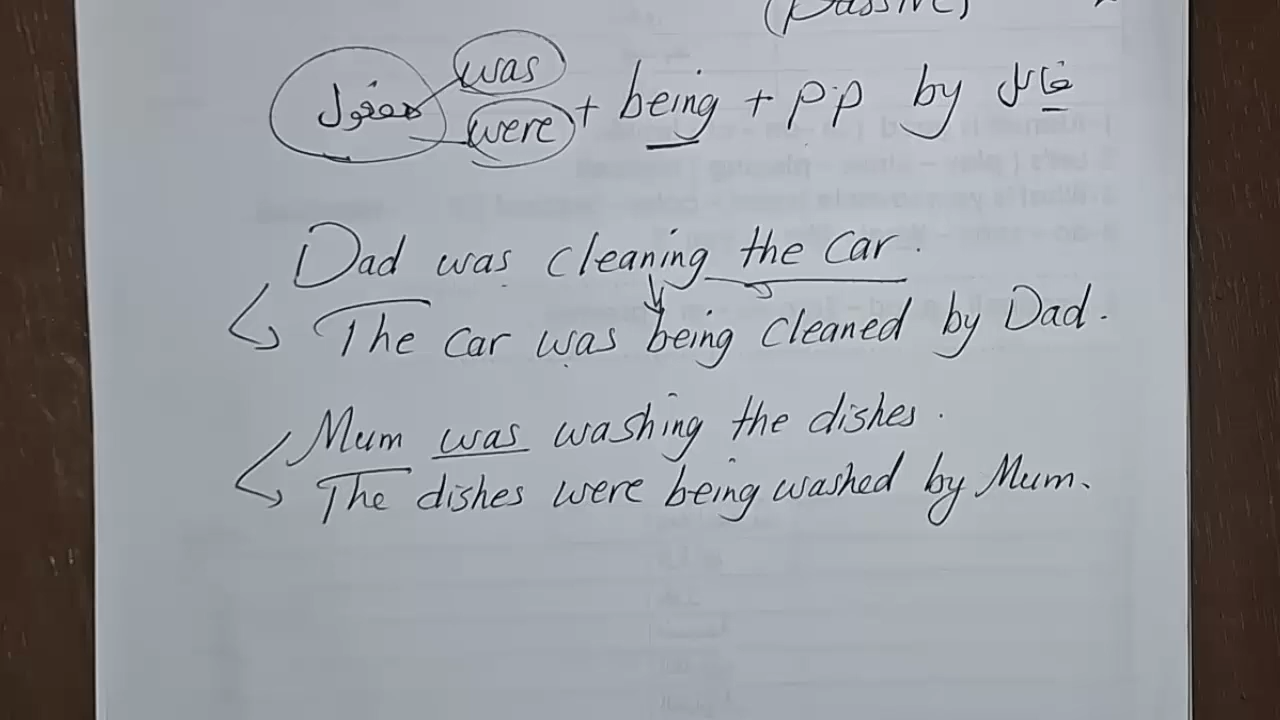 (passive)
مفعول was were + being + p.p by فاعل
Dad was cleaning the car.
The car was being cleaned by Dad.
Mum was washing the dishes.
The dishes were being washed by Mum.